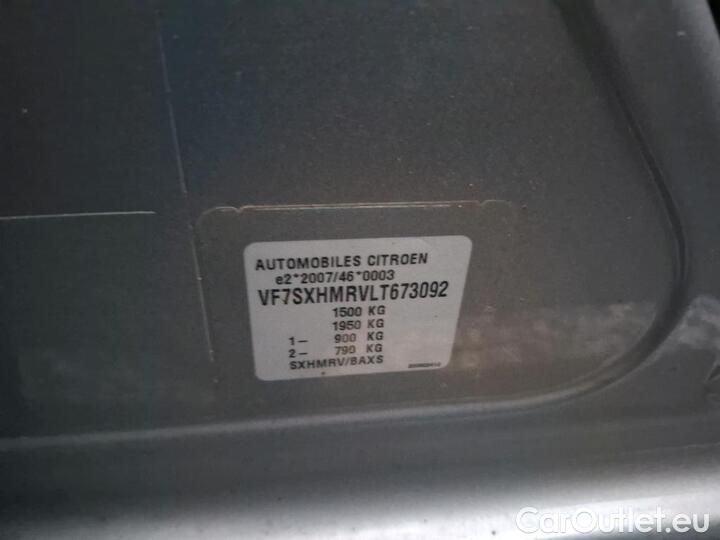 AUTOMOBILES CITROEN
e2*2007/46*0003
VF7SXHMRVLT673092
1500 KG
1950 KG
1– 900 KG
2– 790 KG
SXHMRV/BAXS
CarOutlet.eu